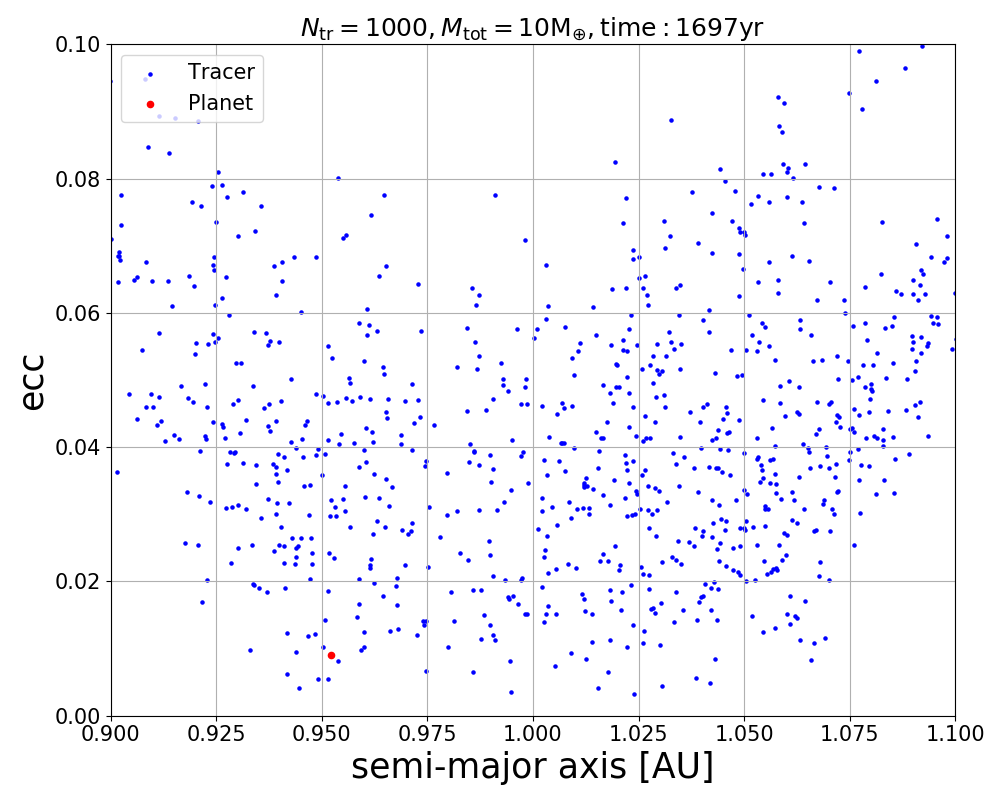 N_tr = 1000, M_tot = 10M_⊕, time : 1697yr
Tracer
Planet
0.10
0.08
0.06
0.04
0.02
0.00
ecc
0.900 0.925 0.950 0.975 1.000 1.025 1.050 1.075 1.100
semi-major axis [AU]